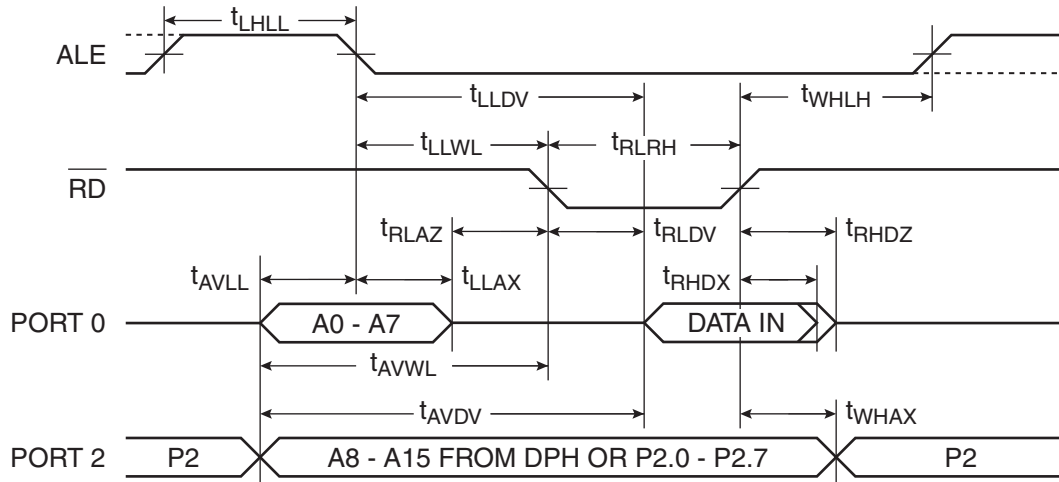 tLHLL
ALE
tLLDV
tWHLH
tLLWL
tRLRH
RD
tRLAZ
tRLDV
tRHDZ
tAVLL
tLLAX
tRHDX
PORT 0
A0 - A7
DATA IN
tAVWL
tAVDV
tWHAX
PORT 2
P2
A8 - A15 FROM DPH OR P2.0 - P2.7
P2